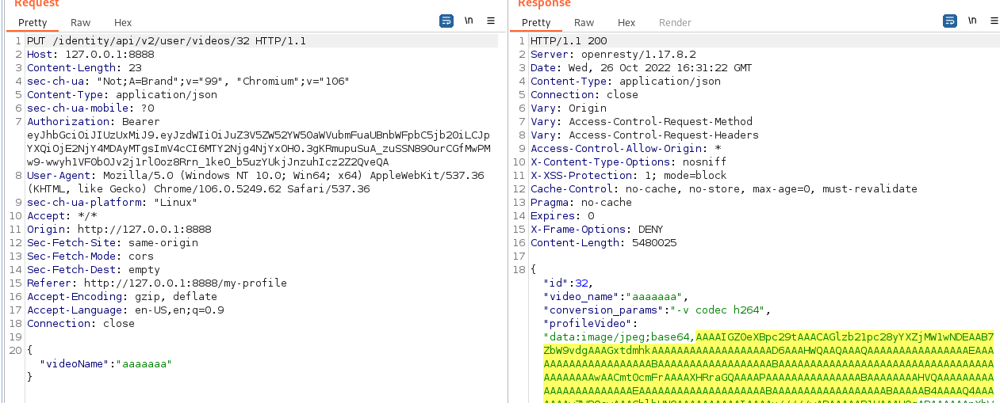 Request
Pretty Raw Hex
\n
1 PUT /identity/api/v2/user/videos/32 HTTP/1.1
2 Host: 127.0.0.1:8888
3 Content-Length: 23
4 sec-ch-ua: "Not;A=Brand";v="99", "Chromium";v="106"
5 Content-Type: application/json
6 sec-ch-ua-mobile: ?0
7 Authorization: Bearer
8 User-Agent: Mozilla/5.0 (Windows NT 10.0; Win64; x64) AppleWebKit/537.36
(KHTML, like Gecko) Chrome/106.0.5249.62 Safari/537.36
9 sec-ch-ua-platform: "Linux"
10 Accept: */*
11 Origin: http://127.0.0.1:8888
12 Sec-Fetch-Site: same-origin
13 Sec-Fetch-Mode: cors
14 Sec-Fetch-Dest: empty
15 Referer: http://127.0.0.1:8888/my-profile
16 Accept-Encoding: gzip, deflate
17 Accept-Language: en-US,en;q=0.9
18 Connection: close
19
20 {
"videoName":"aaaaaaa"
}
Response
Pretty Raw Hex Render
\n
1 HTTP/1.1 200
2 Server: openresty/1.17.8.2
3 Date: Wed, 26 Oct 2022 16:31:22 GMT
4 Content-Type: application/json
5 Connection: close
6 Vary: Origin
7 Vary: Access-Control-Request-Method
8 Vary: Access-Control-Request-Headers
9 Access-Control-Allow-Origin: *
10 X-Content-Type-Options: nosniff
11 X-XSS-Protection: 1; mode=block
12 Cache-Control: no-cache, no-store, max-age=0, must-revalidate
13 Pragma: no-cache
14 Expires: 0
15 X-Frame-Options: DENY
16 Content-Length: 5480025
17
18 {
"id":32,
"video_name":"aaaaaaa",
"conversion_params":"-v codec h264",
"profileVideo":
"data:image/jpeg;base64,